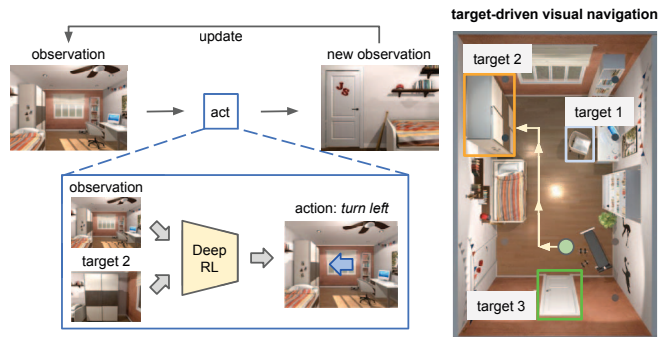 target-driven visual navigation
update
observation
new observation
act
observation
target 2
Deep
RL
action: turn left
target 2
target 1
target 3